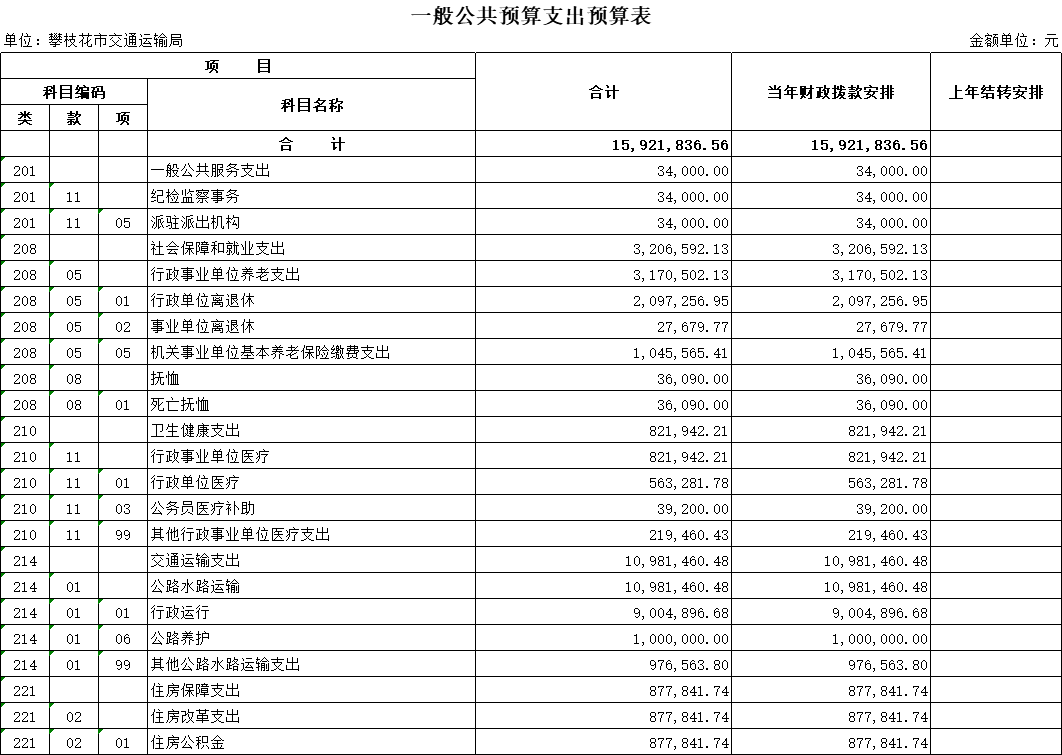 一般公共预算支出预算表
单位：攀枝花市交通运输局 金额单位：元
项 目 合计 当年财政拨款安排 上年结转安排
科目编码 科目名称
类 款 项
合 计 15,921,836.56 15,921,836.56
201 一般公共服务支出 34,000.00 34,000.00
201 11 纪检监察事务 34,000.00 34,000.00
201 11 05 派驻派出机构 34,000.00 34,000.00
208 社会保障和就业支出 3,206,592.13 3,206,592.13
208 05 行政事业单位养老支出 3,170,502.13 3,170,502.13
208 05 01 行政单位离退休 2,097,256.95 2,097,256.95
208 05 02 事业单位离退休 27,679.77 27,679.77
208 05 05 机关事业单位基本养老保险缴费支出 1,045,565.41 1,045,565.41
208 08 抚恤 36,090.00 36,090.00
208 08 01 死亡抚恤 36,090.00 36,090.00
210 卫生健康支出 821,942.21 821,942.21
210 11 行政事业单位医疗 821,942.21 821,942.21
210 11 01 行政单位医疗 563,281.78 563,281.78
210 11 03 公务员医疗补助 39,200.00 39,200.00
210 11 99 其他行政事业单位医疗支出 219,460.43 219,460.43
214 交通运输支出 10,981,460.48 10,981,460.48
214 01 公路水路运输 10,981,460.48 10,981,460.48
214 01 01 行政运行 9,004,896.68 9,004,896.68
214 01 06 公路养护 1,000,000.00 1,000,000.00
214 01 99 其他公路水路运输支出 976,563.80 976,563.80
221 住房保障支出 877,841.74 877,841.74
221 02 住房改革支出 877,841.74 877,841.74
221 02 01 住房公积金 877,841.74 877,841.74